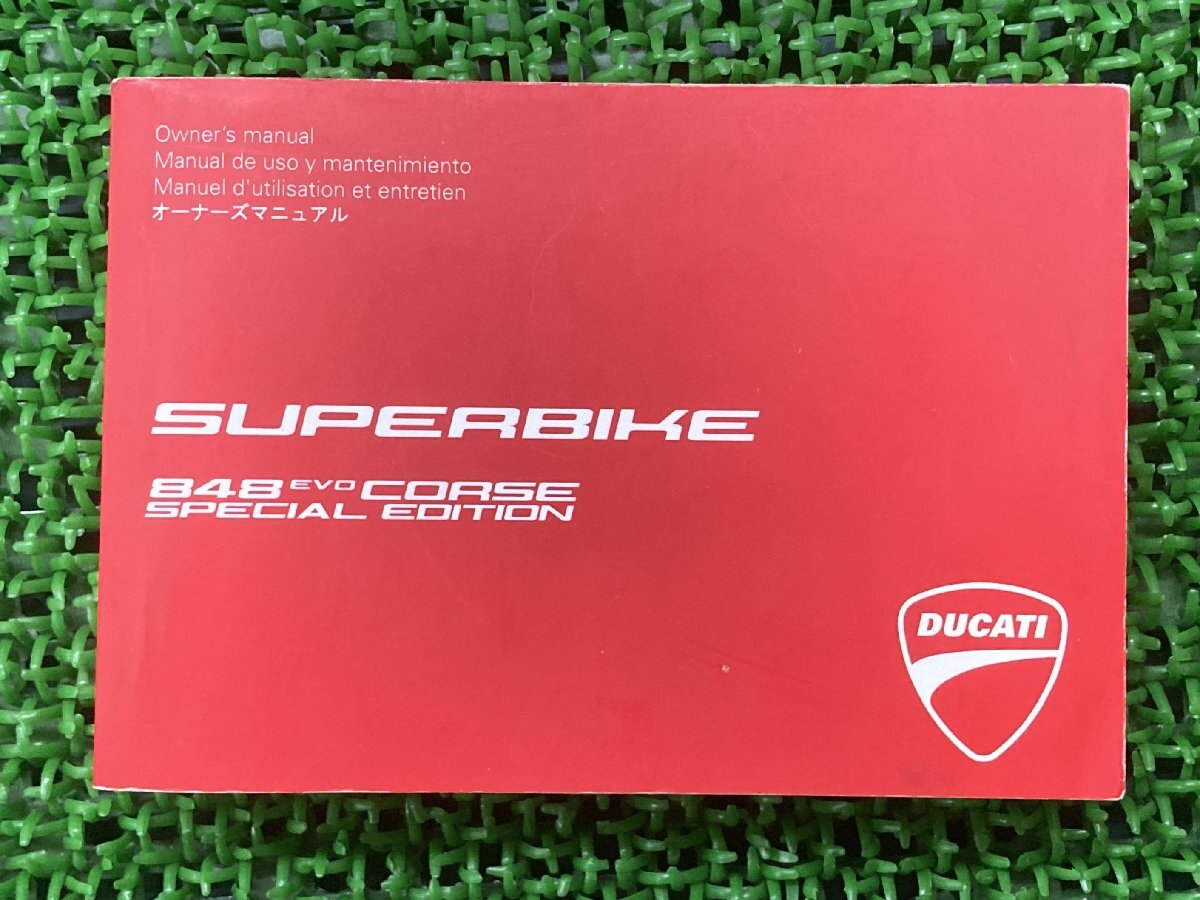 Owner's manual
Manual de uso y mantenimiento
Manuel d'utilisation et entretien
オーナーズマニュアル
SUPERBIKE
848 EVO CORSE
SPECIAL EDITION
DUCATI